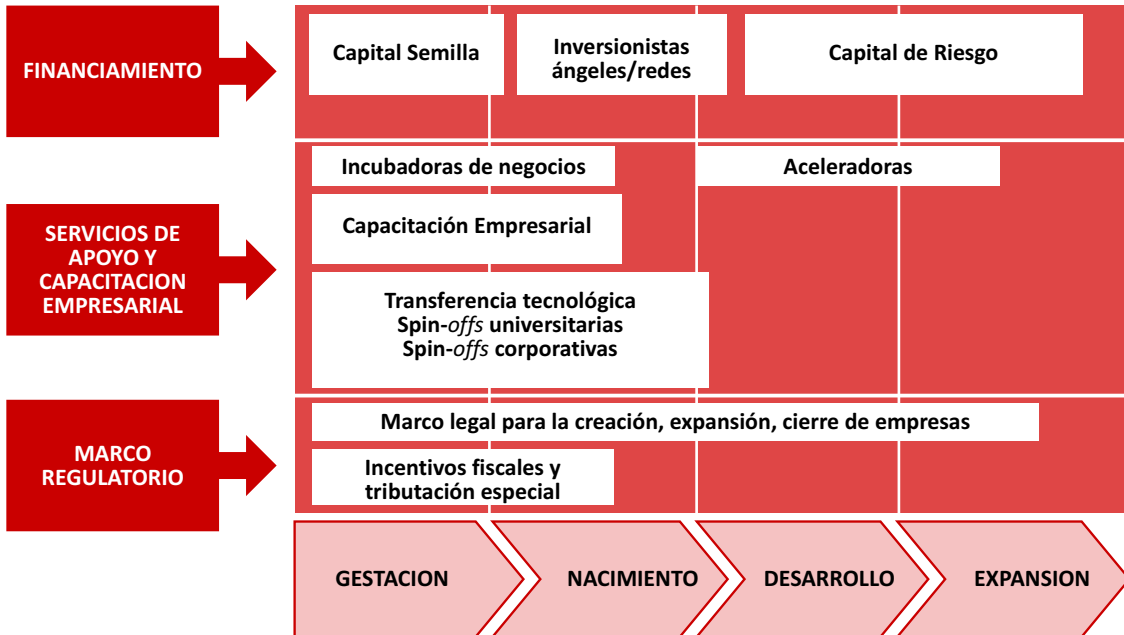 FINANCIAMIENTO
Capital Semilla
Inversionistas
ángeles/redes
Capital de Riesgo
SERVICIOS DE
APOYO Y
CAPACITACION
EMPRESARIAL
Incubadoras de negocios
Aceleradoras
Capacitación Empresarial
Transferencia tecnológica
Spin-offs universitarias
Spin-offs corporativas
MARCO
REGULATORIO
Marco legal para la creación, expansión, cierre de empresas
Incentivos fiscales y
tributación especial
GESTACION
NACIMIENTO
DESARROLLO
EXPANSION